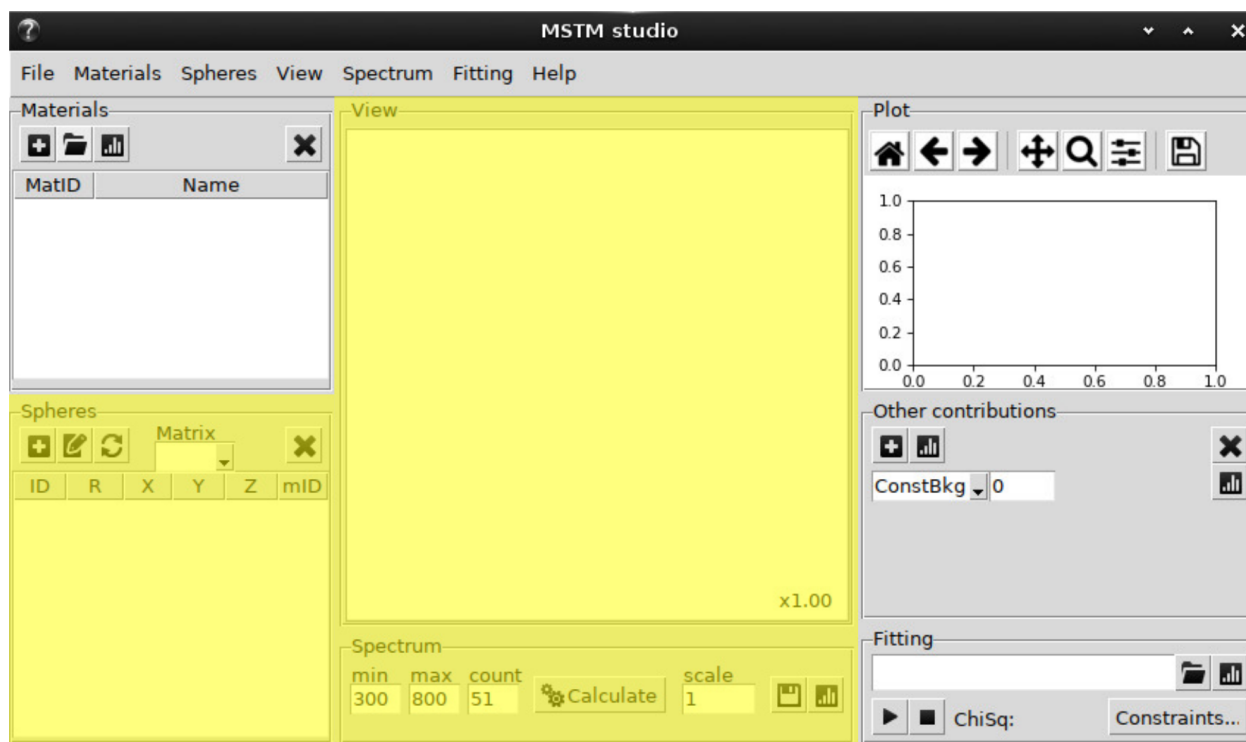 MSTM studio
File Materials Spheres View Spectrum Fitting Help
Materials
MatID Name
Spheres
Matrix
ID R X Y Z mID
View
x1.00
Spectrum
min max count scale
300 800 51 Calculate 1
Plot
1.0
0.8
0.6
0.4
0.2
0.0
0.0 0.2 0.4 0.6 0.8 1.0
Other contributions
ConstBkg 0
Fitting
ChiSq: Constraints...